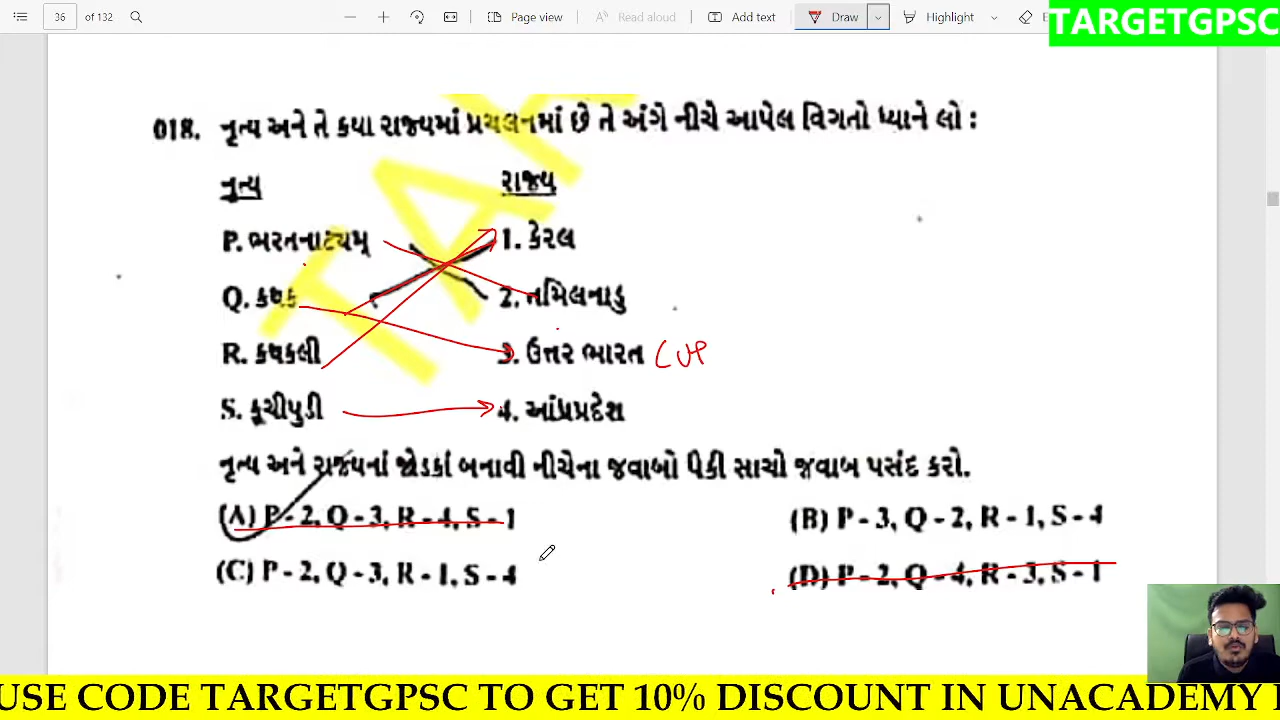 36 of 132 Page view Read aloud Add text Draw Highlight
TARGETGPSC
018. નૃત્ય અને તે કયા રાજ્યમાં પ્રચલનમાં છે તે અંગે નીચે આપેલ વિગતો ધ્યાને લો :
નૃત્ય રાજ્ય
P. ભરતનાટ્યમ્ 1. કેરલ
Q. કથક 2. તમિલનાડુ
R. કથકલી 3. ઉત્તર ભારત (UP
S. કૂચીપુડી 4. આંધ્રપ્રદેશ
નૃત્ય અને રાજ્યનાં જોડકાં બનાવી નીચેના જવાબો પૈકી સાચો જવાબ પસંદ કરો.
(A) P - 2, Q - 3, R - 4, S - 1 (B) P - 3, Q - 2, R - 1, S - 4
(C) P - 2, Q - 3, R - 1, S - 4 (D) P - 2, Q - 4, R - 3, S - 1
USE CODE TARGETGPSC TO GET 10% DISCOUNT IN UNACADEMY